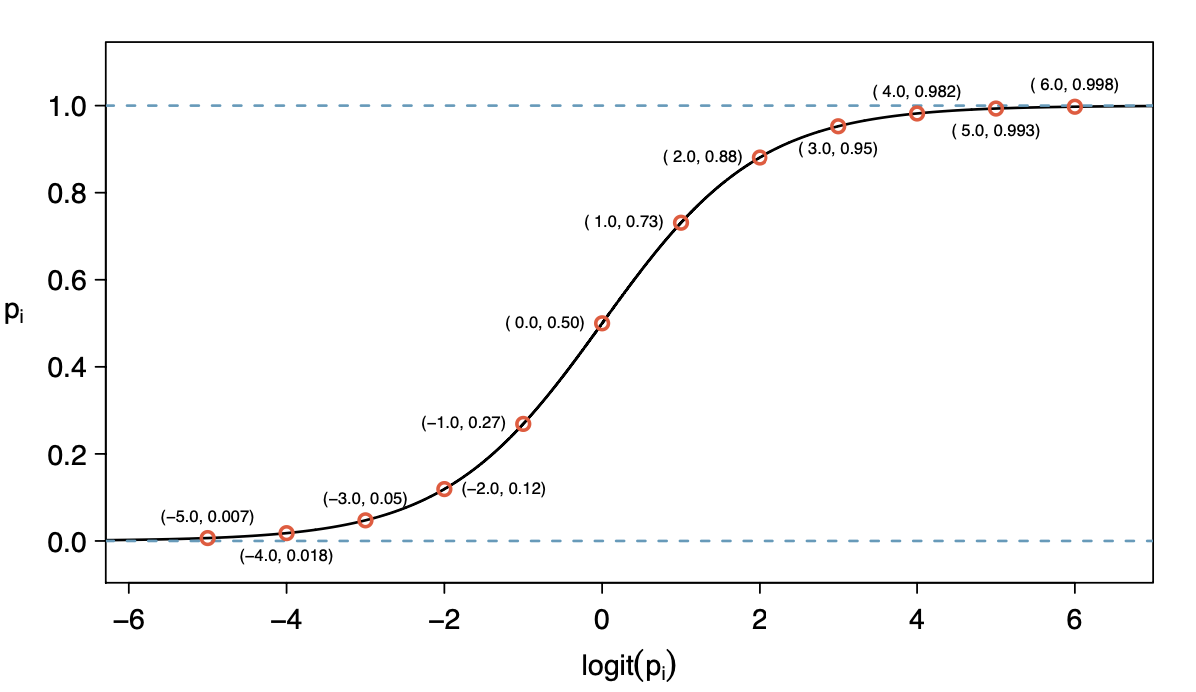 ( 6.0, 0.998)
( 4.0, 0.982)
1.0
( 5.0, 0.993)
( 3.0, 0.95)
( 2.0, 0.88)
0.8
( 1.0, 0.73)
0.6
pi
( 0.0, 0.50)
0.4
(−1.0, 0.27)
0.2
(−2.0, 0.12)
(−3.0, 0.05)
(−5.0, 0.007)
0.0
(−4.0, 0.018)
−6 −4 −2 0 2 4 6
logit(pi)